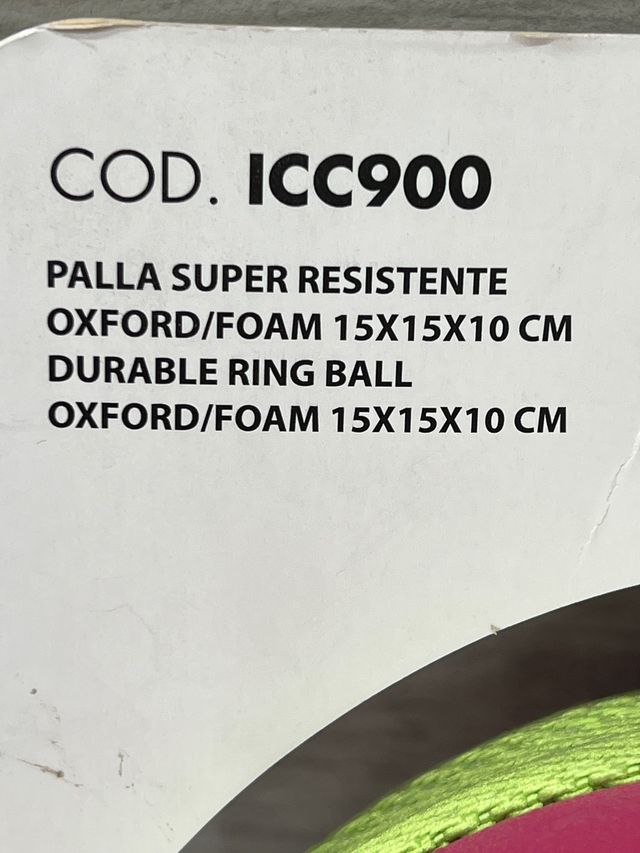 COD. ICC900
PALLA SUPER RESISTENTE
OXFORD/FOAM 15X15X10 CM
DURABLE RING BALL
OXFORD/FOAM 15X15X10 CM